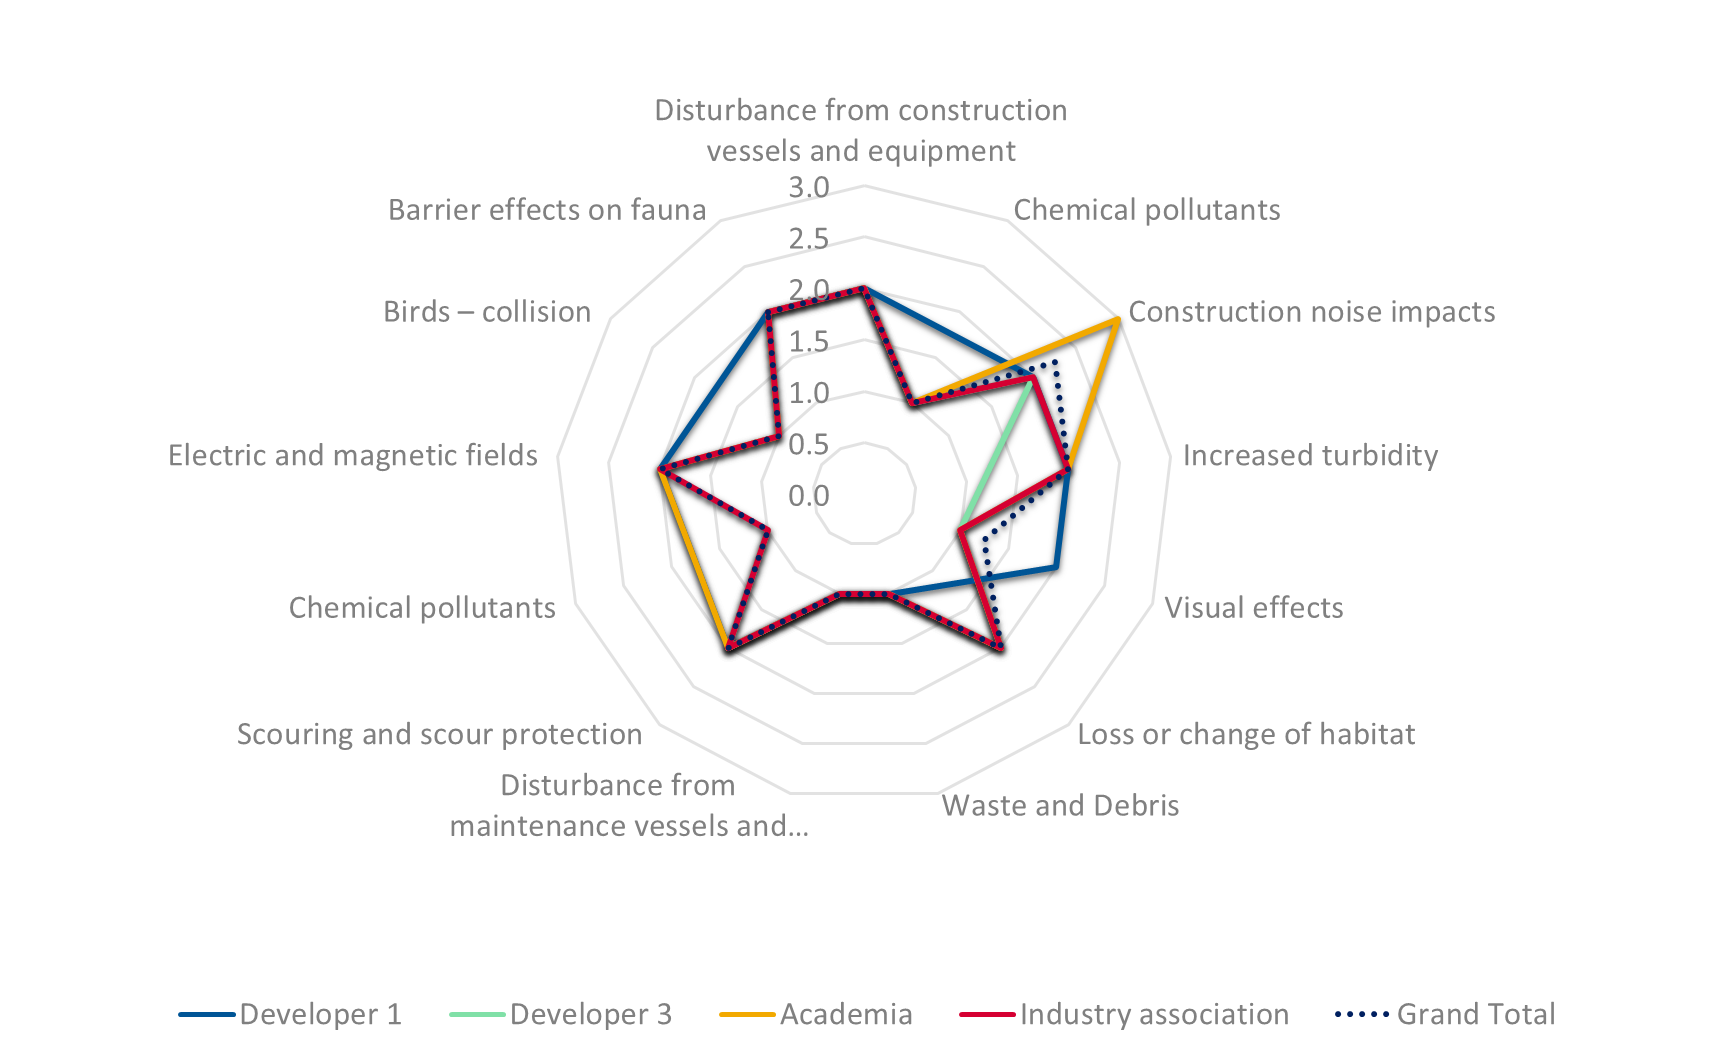 Disturbance from construction
vessels and equipment
3.0
Barrier effects on fauna
Chemical pollutants
2.5
2.0
Birds – collision
Construction noise impacts
1.5
1.0
0.5
Electric and magnetic fields
Increased turbidity
0.0
Chemical pollutants
Visual effects
Scouring and scour protection
Loss or change of habitat
Disturbance from
maintenance vessels and...
Waste and Debris
Developer 1
Developer 3
Academia
Industry association
Grand Total